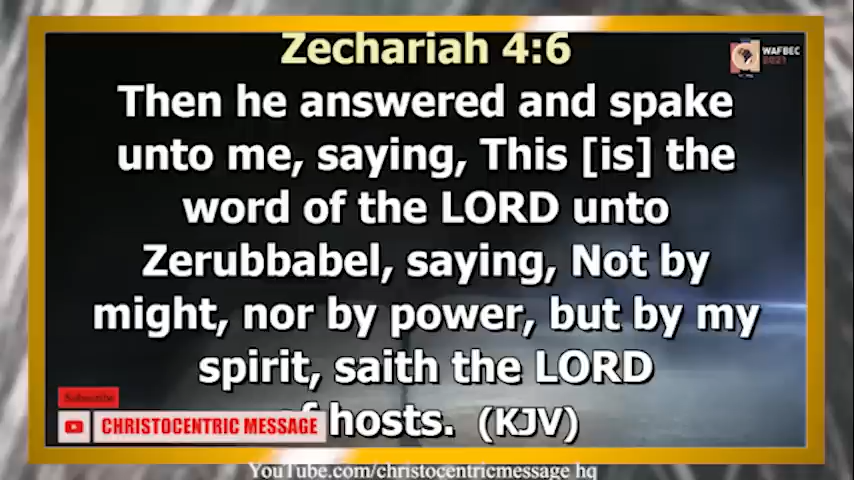 Zechariah 4:6
WAFBEC
2021
Then he answered and spake
unto me, saying, This [is] the
word of the LORD unto
Zerubbabel, saying, Not by
might, nor by power, but by my
spirit, saith the LORD
of hosts. (KJV)
Subscribe
CHRISTOCENTRIC MESSAGE
YouTube.com/christocentricmessage hq